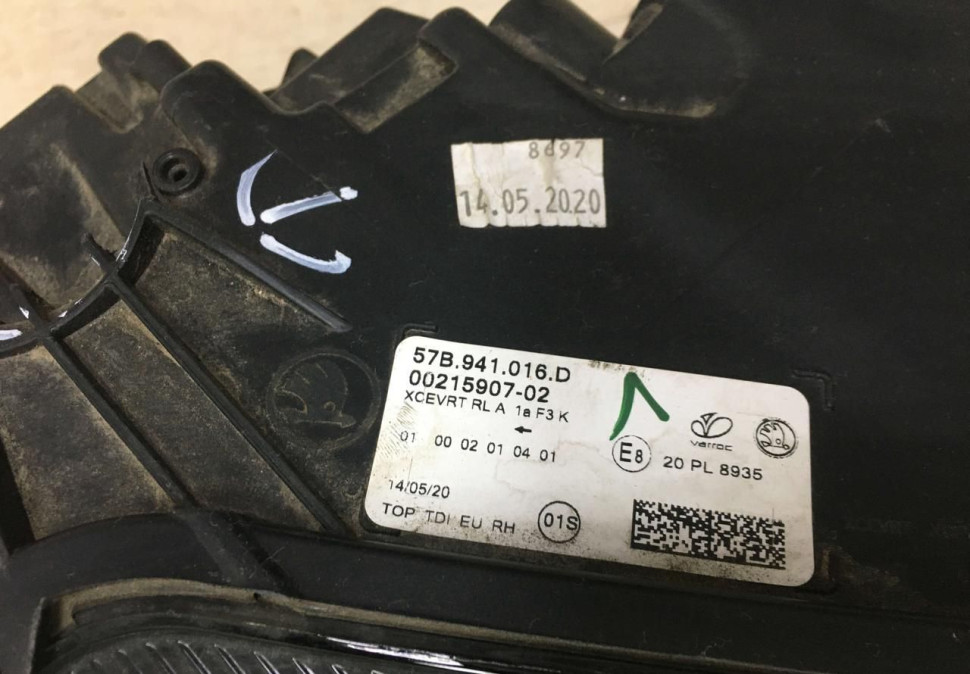 8697
14.05.2020
57B.941.016.D
00215907-02
XCEVRT RL A 1a F3 K
01 00 02 01 04 01
E8 20 PL 8935
varroc
14/05/20
TOP TDI EU RH 01S